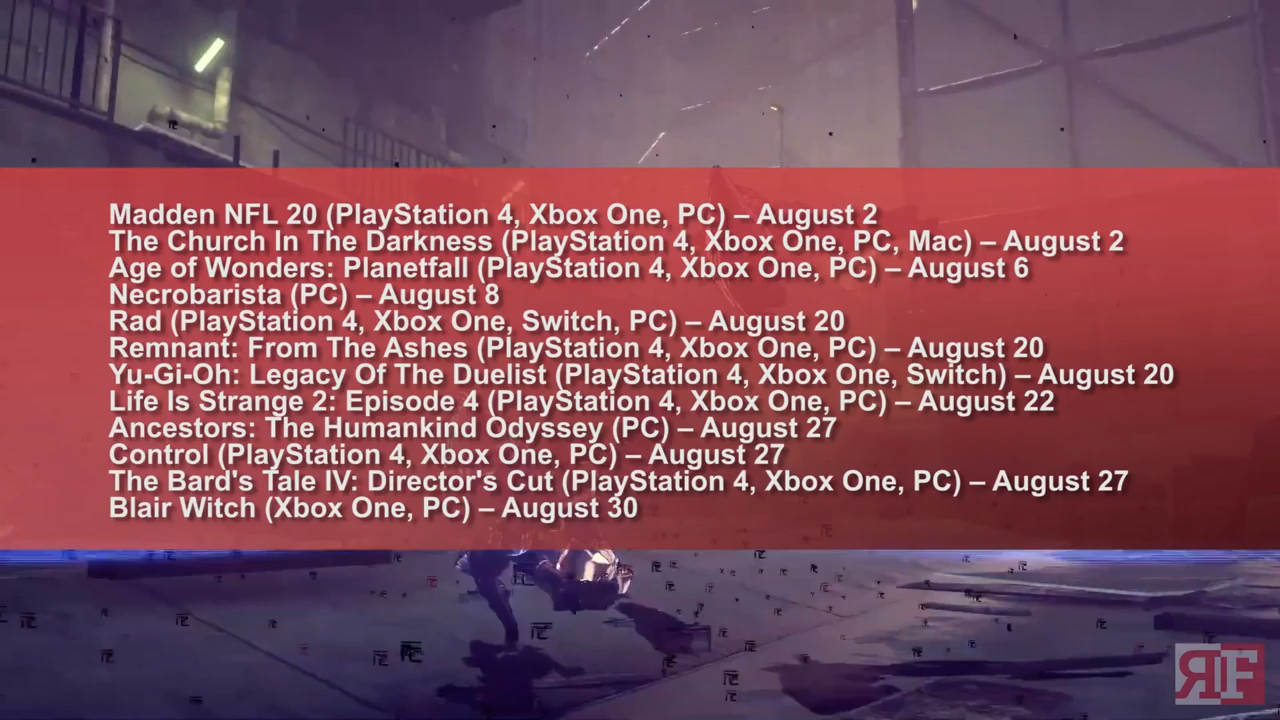 Madden NFL 20 (PlayStation 4, Xbox One, PC) – August 2
The Church In The Darkness (PlayStation 4, Xbox One, PC, Mac) – August 2
Age of Wonders: Planetfall (PlayStation 4, Xbox One, PC) – August 6
Necrobarista (PC) – August 8
Rad (PlayStation 4, Xbox One, Switch, PC) – August 20
Remnant: From The Ashes (PlayStation 4, Xbox One, PC) – August 20
Yu-Gi-Oh: Legacy Of The Duelist (PlayStation 4, Xbox One, Switch) – August 20
Life Is Strange 2: Episode 4 (PlayStation 4, Xbox One, PC) – August 22
Ancestors: The Humankind Odyssey (PC) – August 27
Control (PlayStation 4, Xbox One, PC) – August 27
The Bard's Tale IV: Director's Cut (PlayStation 4, Xbox One, PC) – August 27
Blair Witch (Xbox One, PC) – August 30